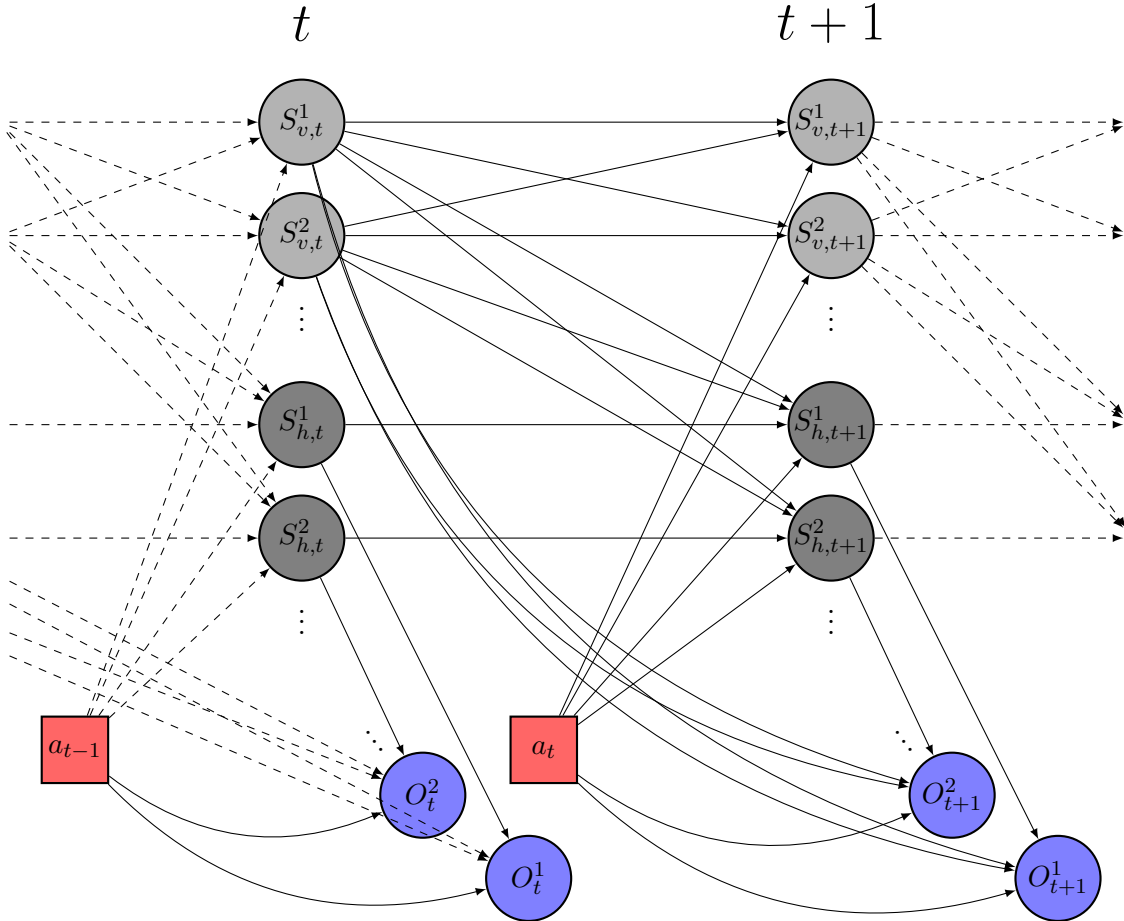 t
t + 1
S^1_{v,t}
S^1_{v,t+1}
S^2_{v,t}
S^2_{v,t+1}
⋮
⋮
S^1_{h,t}
S^1_{h,t+1}
S^2_{h,t}
S^2_{h,t+1}
⋮
⋮
a_{t−1}
⋱
a_t
⋱
O^2_t
O^2_{t+1}
O^1_t
O^1_{t+1}